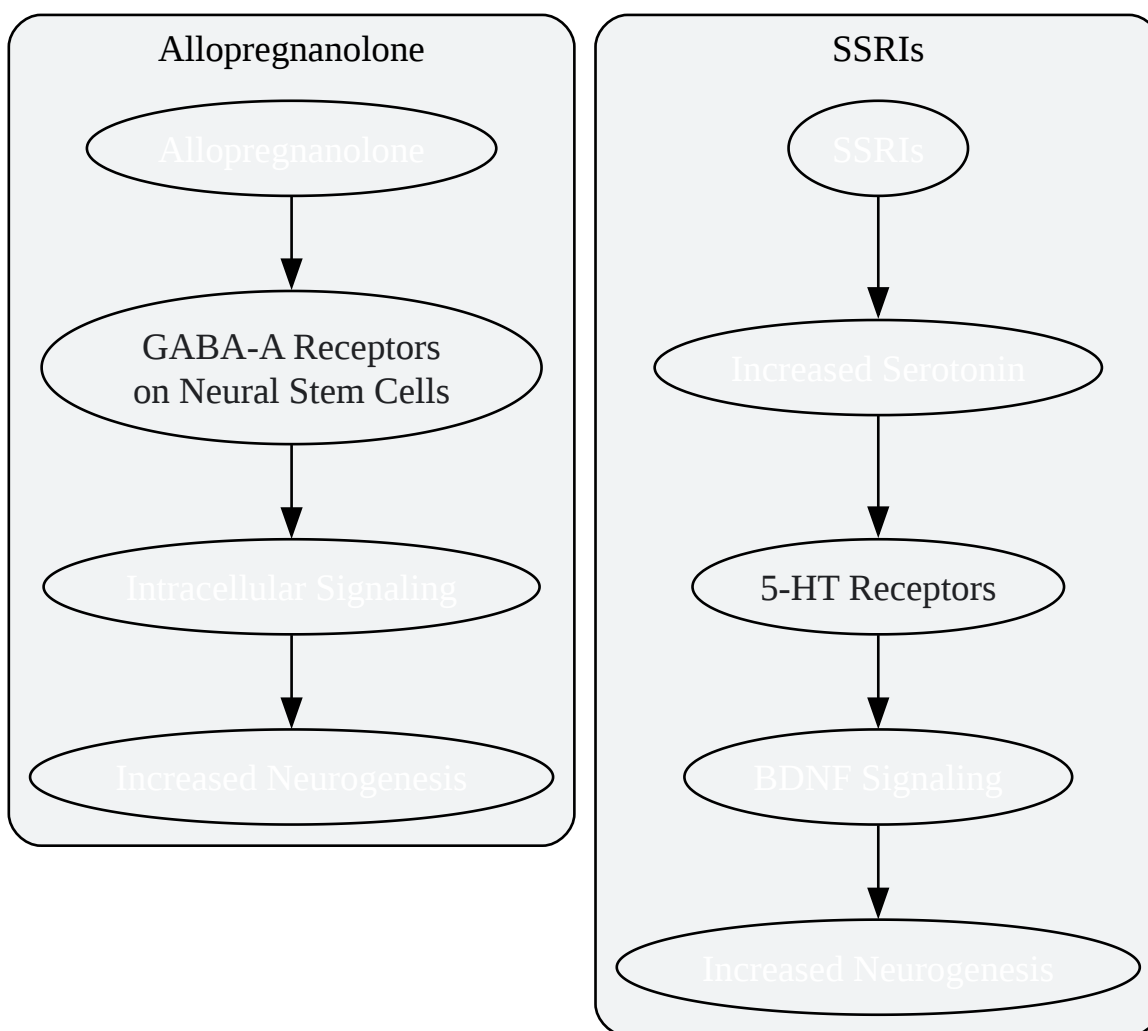 Allopregnanolone
Allopregnanolone
GABA-A Receptors
on Neural Stem Cells
Intracellular Signaling
Increased Neurogenesis
SSRIs
SSRIs
Increased Serotonin
5-HT Receptors
BDNF Signaling
Increased Neurogenesis